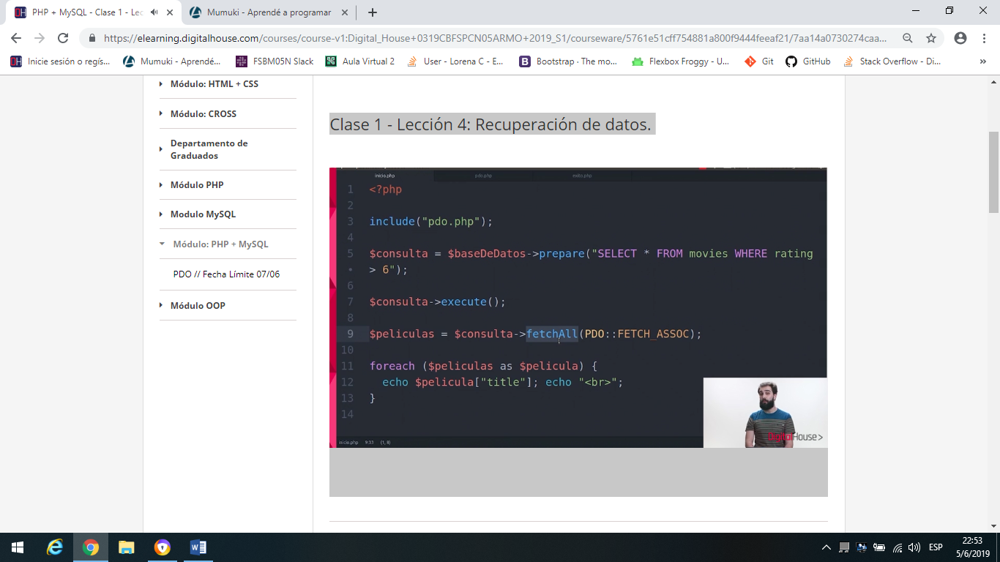 PHP + MySQL - Clase 1 - Lec
Mumuki - Aprendé a programar
https://elearning.digitalhouse.com/courses/course-v1:Digital_House+0319CBFSPCN05ARMO+2019_S1/courseware/5761e51cff754881a800f9444feeaf21/7aa14a0730274caa...
Inicie sesión o regís... Mumuki - Aprendé... FSBM05N Slack Aula Virtual 2 User - Lorena C - E... Bootstrap · The mo... Flexbox Froggy - U... Git GitHub Stack Overflow - Di... »
Módulo: HTML + CSS
Módulo: CROSS
Departamento de
Graduados
Módulo PHP
Modulo MySQL
Módulo: PHP + MySQL
PDO // Fecha Límite 07/06
Módulo OOP
Clase 1 - Lección 4: Recuperación de datos.
inicio.php pdo.php exito.php
1 <?php
2
3 include("pdo.php");
4
5 $consulta = $baseDeDatos->prepare("SELECT * FROM movies WHERE rating
• > 6");
6
7 $consulta->execute();
8
9 $peliculas = $consulta->fetchAll(PDO::FETCH_ASSOC);
10
11 foreach ($peliculas as $pelicula) {
12 echo $pelicula["title"]; echo "<br>";
13 }
14
DigitalHouse>
inicio.php 9:33 (1, 8)
ESP
22:53
5/6/2019